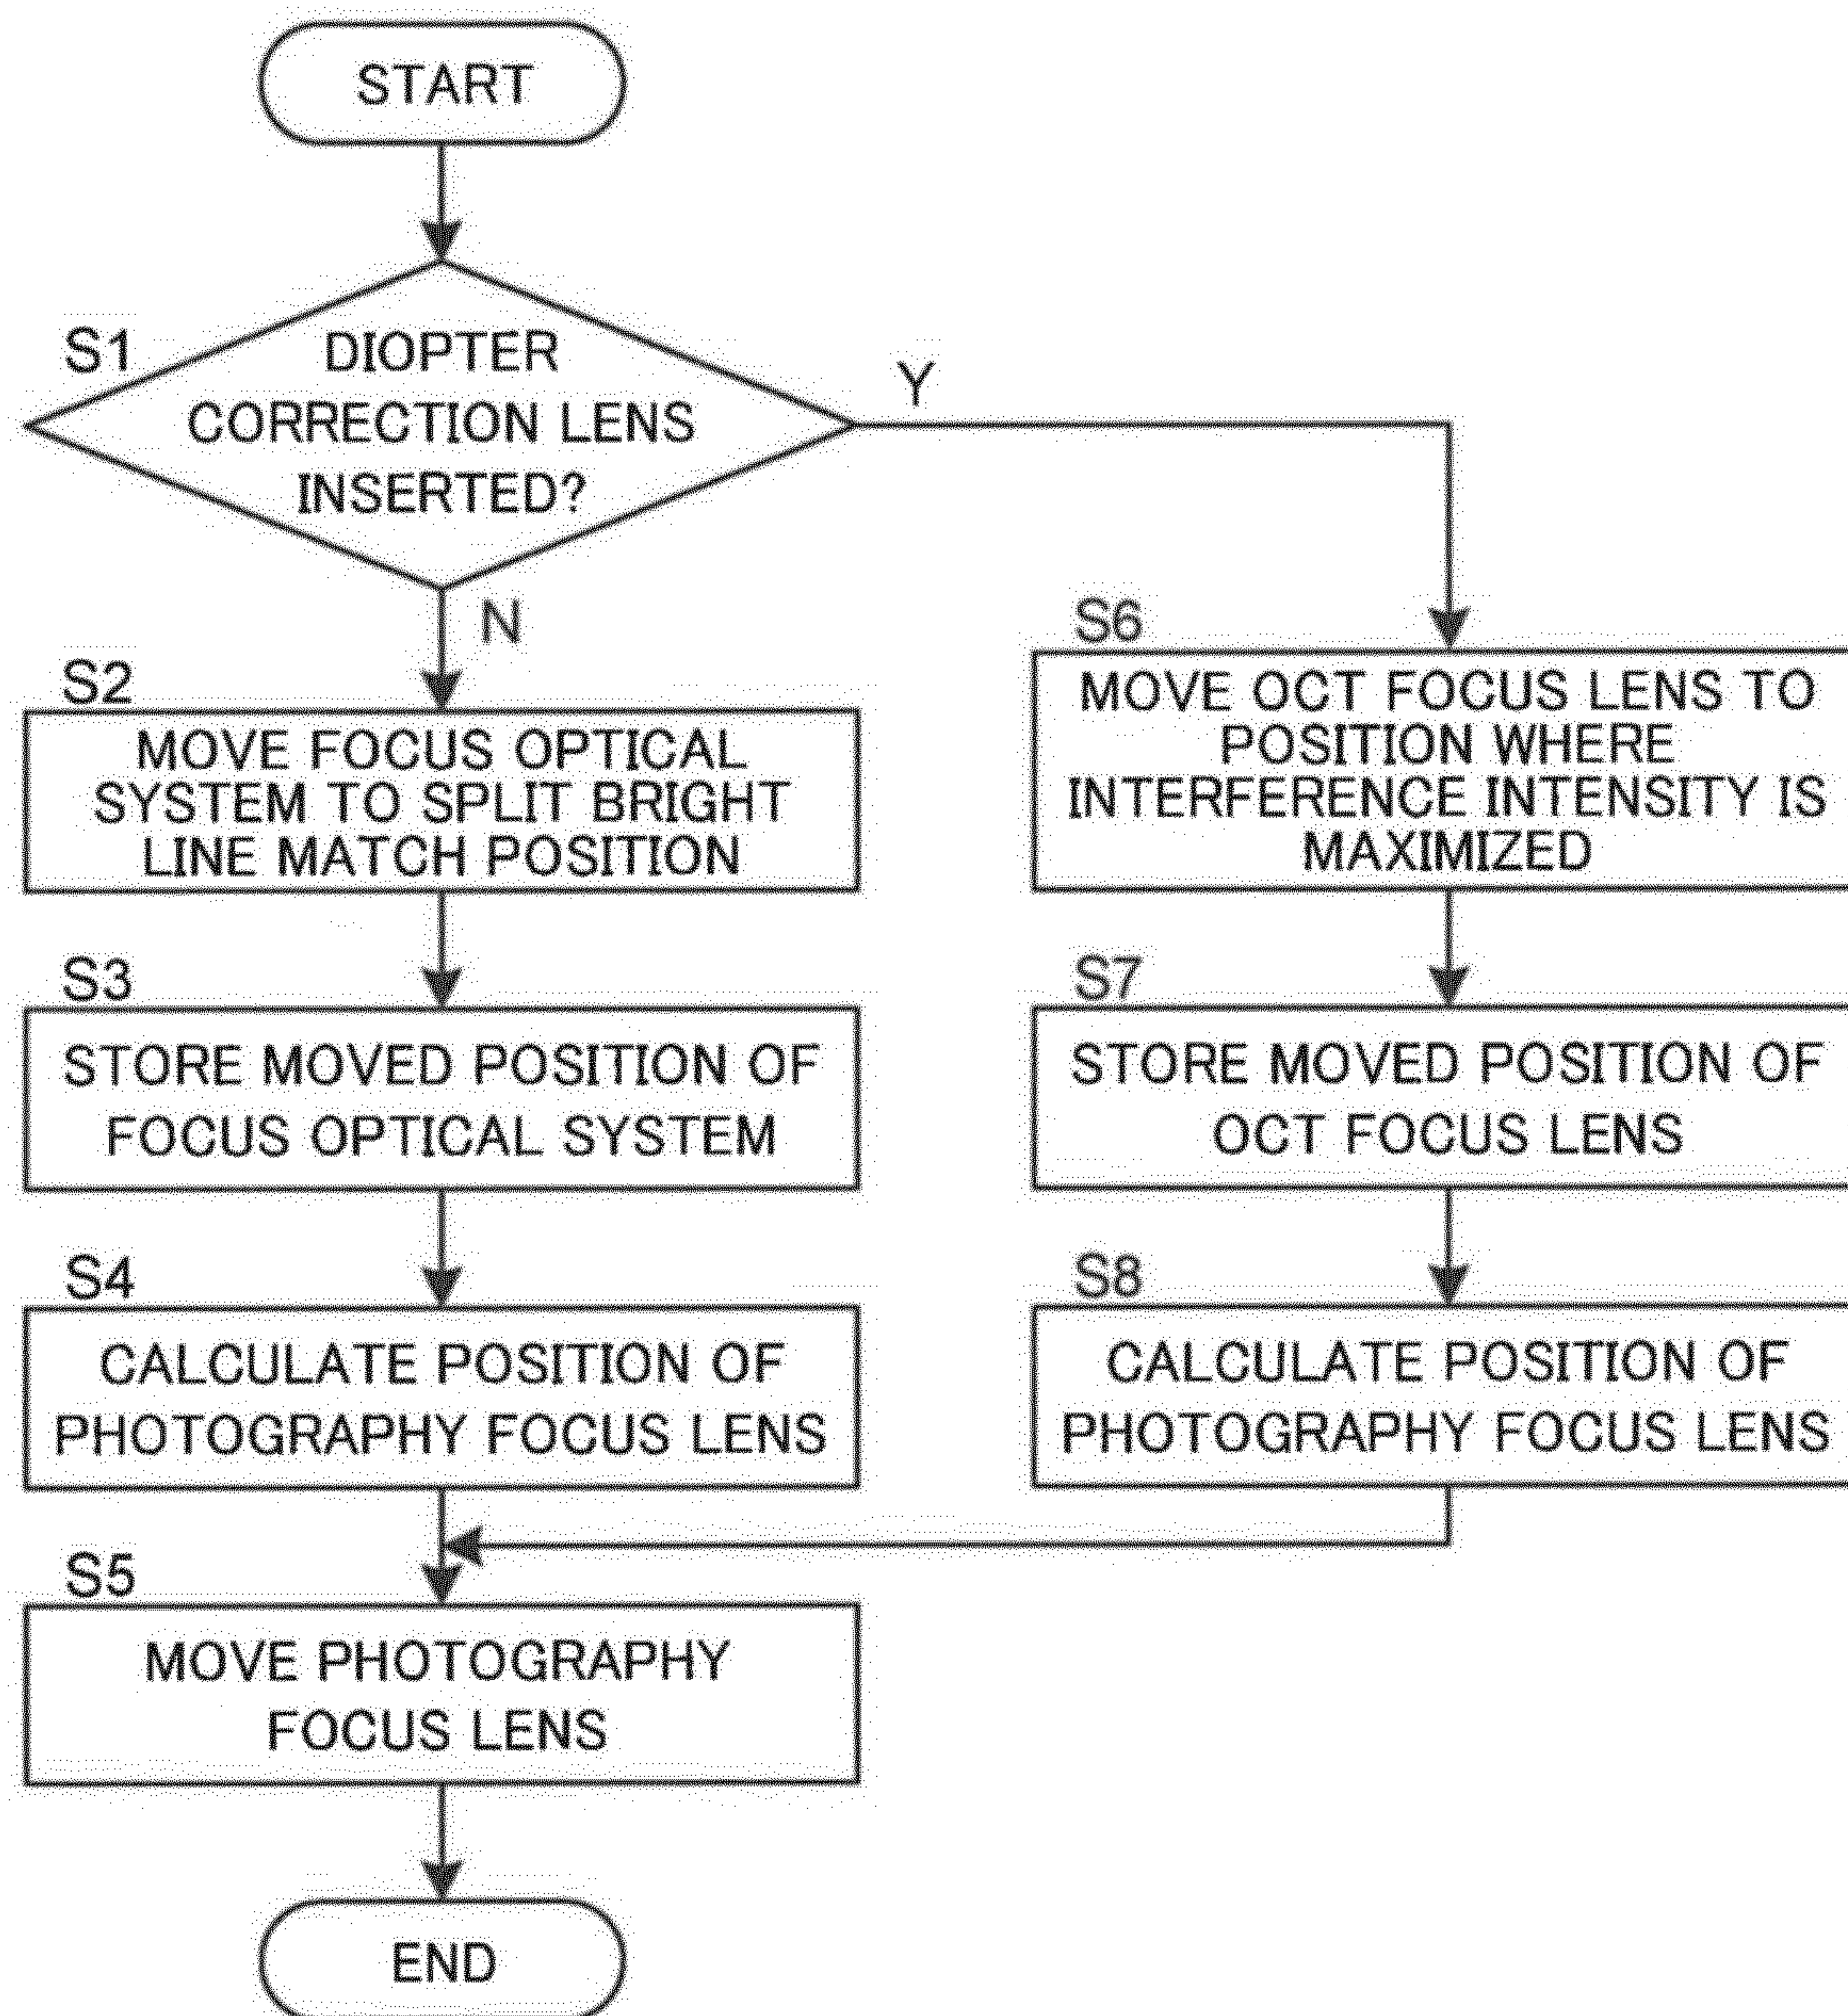 START
S1
DIOPTER
CORRECTION LENS
INSERTED?
Y
N
S2
MOVE FOCUS OPTICAL
SYSTEM TO SPLIT BRIGHT
LINE MATCH POSITION
S3
STORE MOVED POSITION OF
FOCUS OPTICAL SYSTEM
S4
CALCULATE POSITION OF
PHOTOGRAPHY FOCUS LENS
S5
MOVE PHOTOGRAPHY
FOCUS LENS
END
S6
MOVE OCT FOCUS LENS TO
POSITION WHERE
INTERFERENCE INTENSITY IS
MAXIMIZED
S7
STORE MOVED POSITION OF
OCT FOCUS LENS
S8
CALCULATE POSITION OF
PHOTOGRAPHY FOCUS LENS